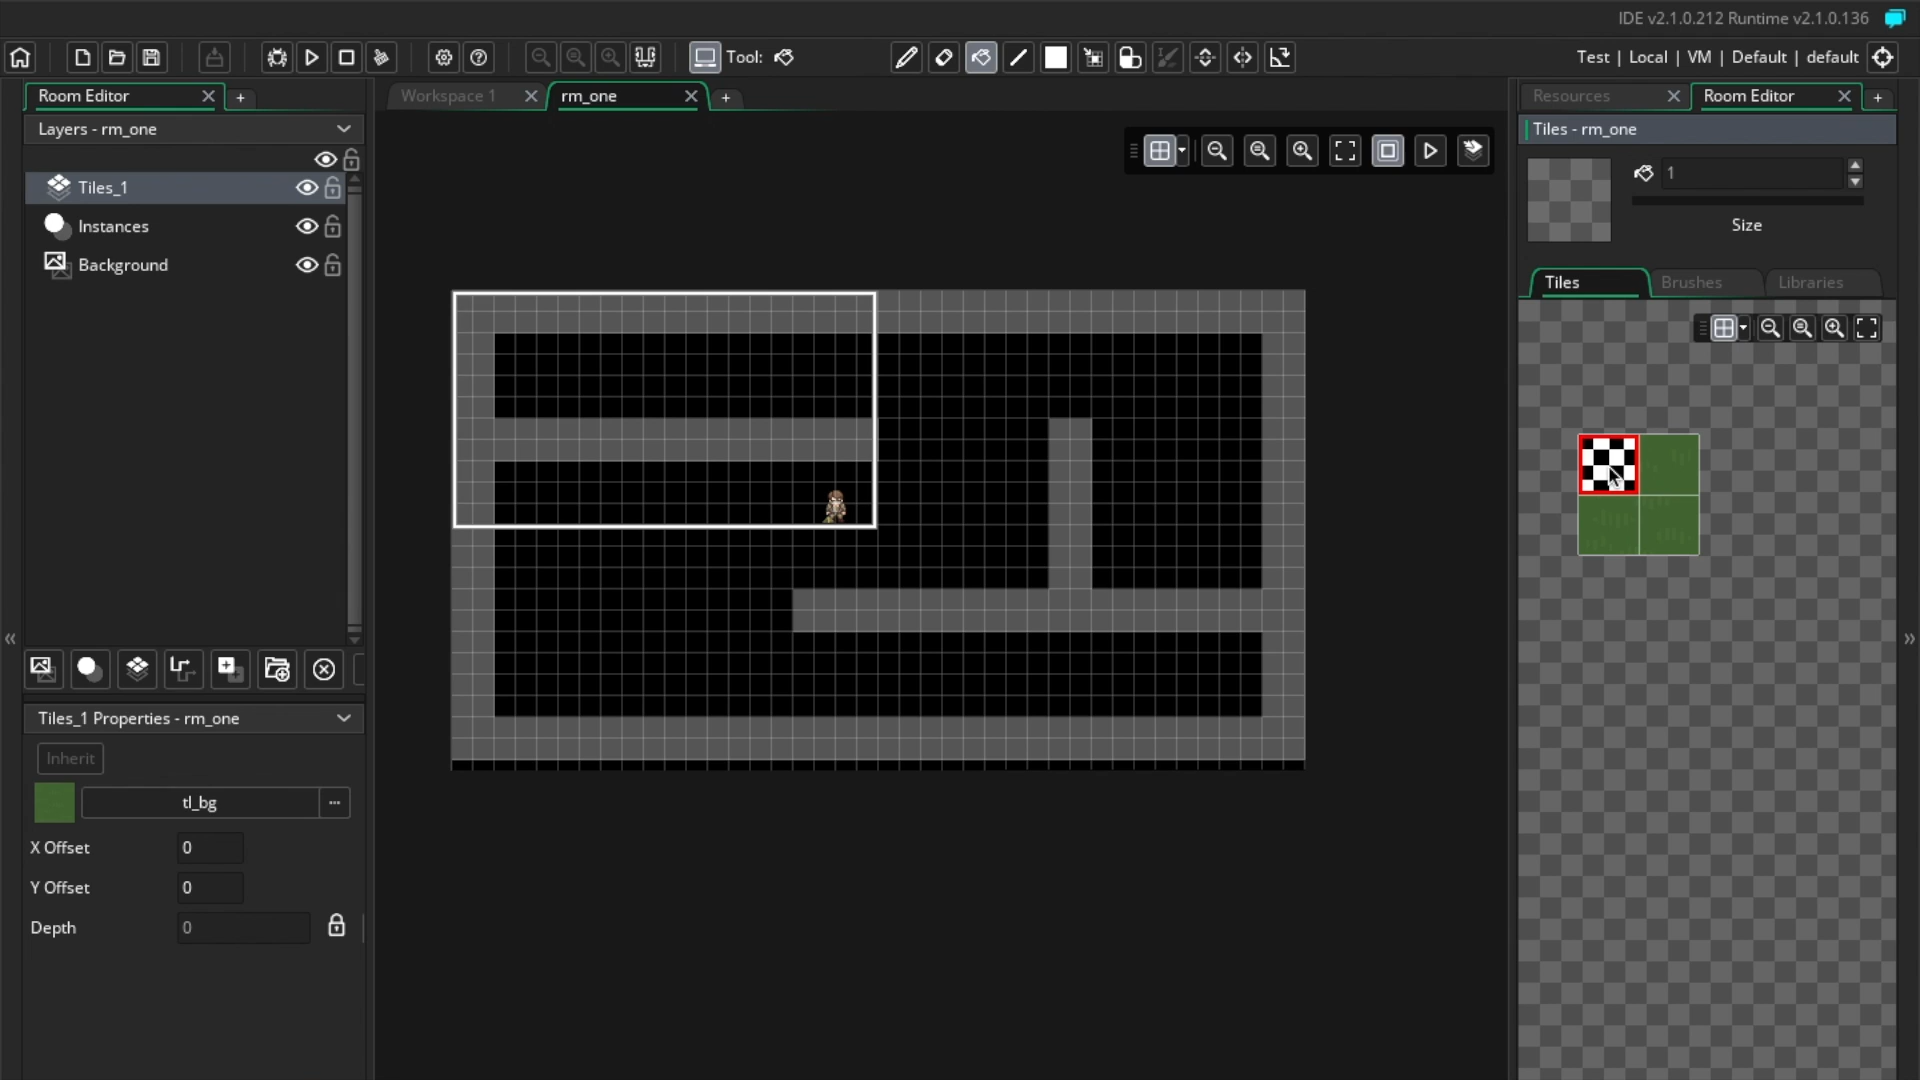 IDE v2.1.0.212 Runtime v2.1.0.136
Tool:
Test | Local | VM | Default | default
Room Editor
Workspace 1
rm_one
Resources
Room Editor
Layers - rm_one
Tiles - rm_one
1
Size
Tiles_1
Instances
Background
Tiles
Brushes
Libraries
Tiles_1 Properties - rm_one
Inherit
tl_bg
...
X Offset
0
Y Offset
0
Depth
0